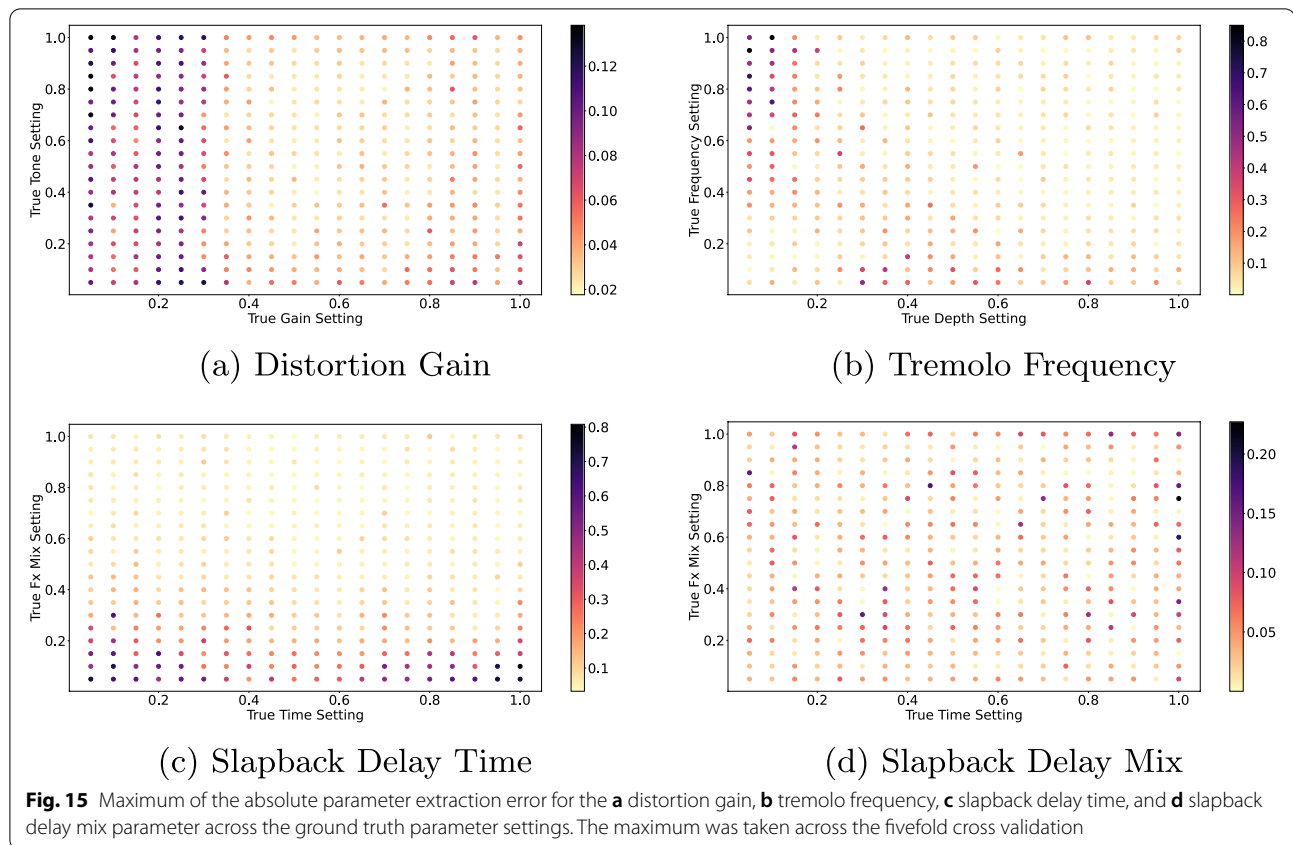 1.0
0.8
0.6
0.4
0.2
True Tone Setting
0.2 0.4 0.6 0.8 1.0
True Gain Setting
0.12
0.10
0.08
0.06
0.04
0.02
(a) Distortion Gain
1.0
0.8
0.6
0.4
0.2
True Frequency Setting
0.2 0.4 0.6 0.8 1.0
True Depth Setting
0.8
0.7
0.6
0.5
0.4
0.3
0.2
0.1
(b) Tremolo Frequency
1.0
0.8
0.6
0.4
0.2
True Fx Mix Setting
0.2 0.4 0.6 0.8 1.0
True Time Setting
0.8
0.7
0.6
0.5
0.4
0.3
0.2
0.1
(c) Slapback Delay Time
1.0
0.8
0.6
0.4
0.2
True Fx Mix Setting
0.2 0.4 0.6 0.8 1.0
True Time Setting
0.20
0.15
0.10
0.05
(d) Slapback Delay Mix
Fig. 15 Maximum of the absolute parameter extraction error for the a distortion gain, b tremolo frequency, c slapback delay time, and d slapback
delay mix parameter across the ground truth parameter settings. The maximum was taken across the fivefold cross validation